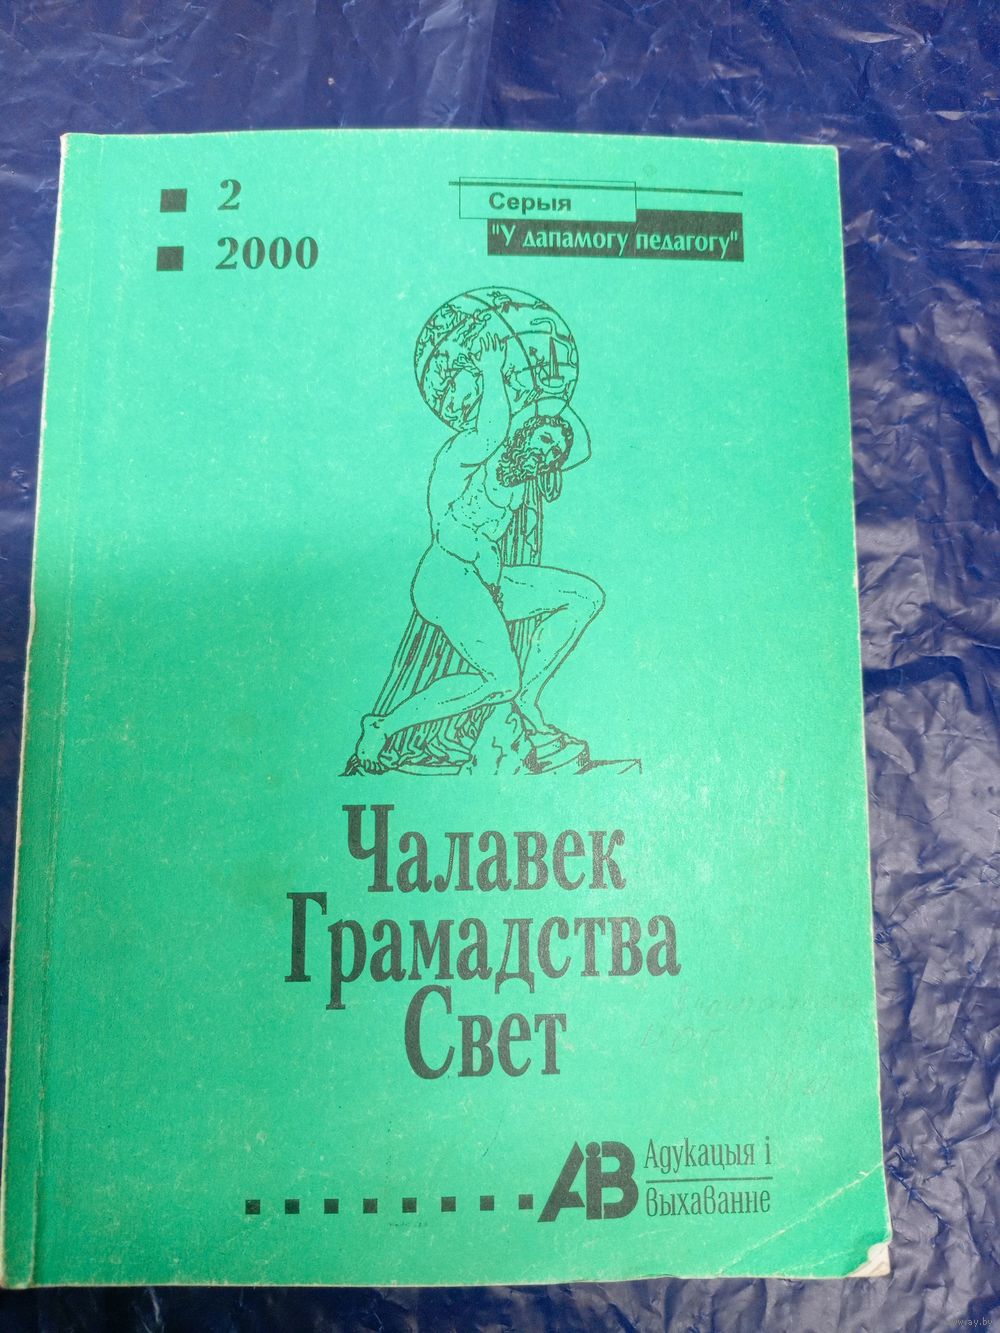 2
2000
Серыя
"У дапамогу педагогу"
Чалавек
Грамадства
Свет
АіВ
Адукацыя і
выхаванне